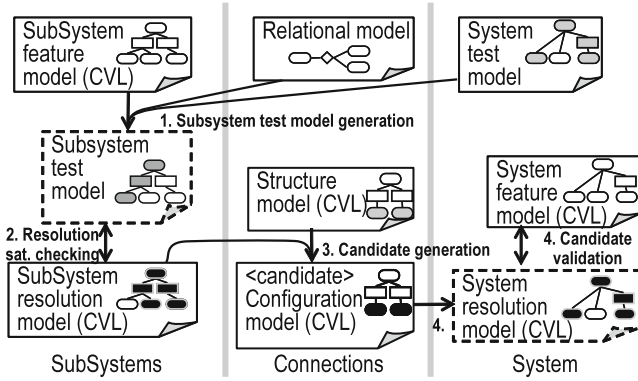 SubSystem
feature
model (CVL)
Relational model
System
test
model
1. Subsystem test model generation
Subsystem
test
model
Structure
model (CVL)
System
feature
model (CVL)
2. Resolution
sat. checking
3. Candidate generation
4. Candidate
validation
SubSystem
resolution
model (CVL)
<candidate>
Configuration
model (CVL)
4.
System
resolution
model (CVL)
SubSystems
Connections
System